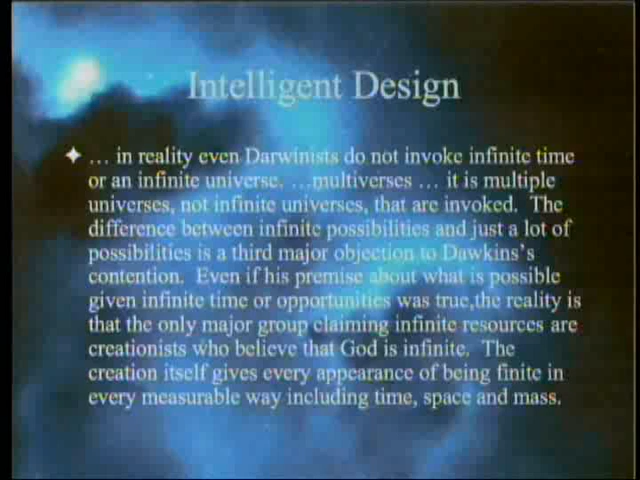 Intelligent Design
… in reality even Darwinists do not invoke infinite time
or an infinite universe. …multiverses … it is multiple
universes, not infinite universes, that are invoked. The
difference between infinite possibilities and just a lot of
possibilities is a third major objection to Dawkins's
contention. Even if his premise about what is possible
given infinite time or opportunities was true,the reality is
that the only major group claiming infinite resources are
creationists who believe that God is infinite. The
creation itself gives every appearance of being finite in
every measurable way including time, space and mass.